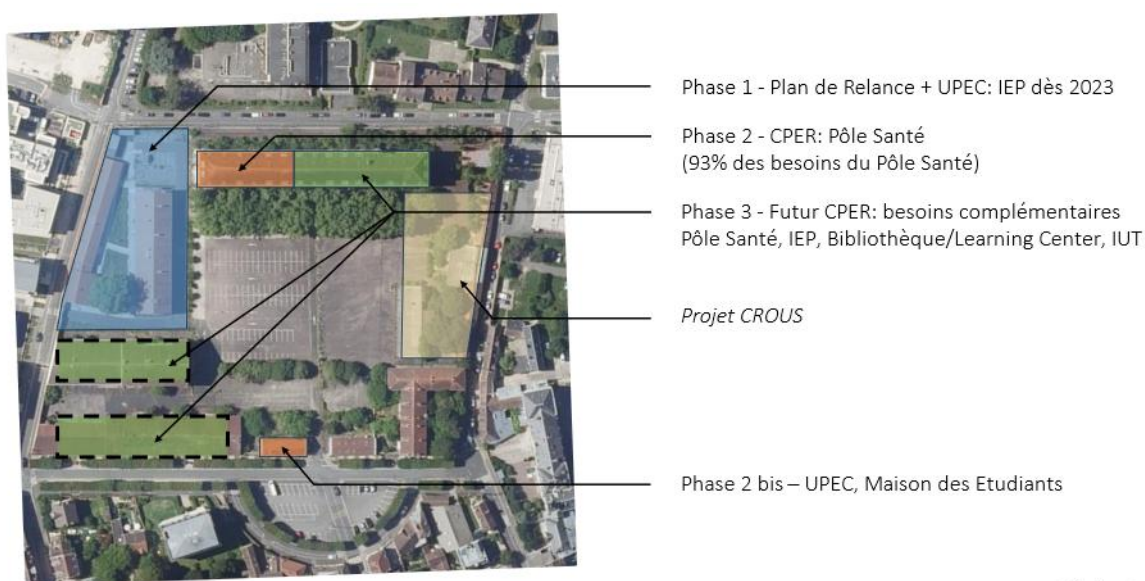 Phase 1 - Plan de Relance + UPEC: IEP dès 2023
Phase 2 - CPER: Pôle Santé
(93% des besoins du Pôle Santé)
Phase 3 - Futur CPER: besoins complémentaires
Pôle Santé, IEP, Bibliothèque/Learning Center, IUT
Projet CROUS
Phase 2 bis – UPEC, Maison des Etudiants